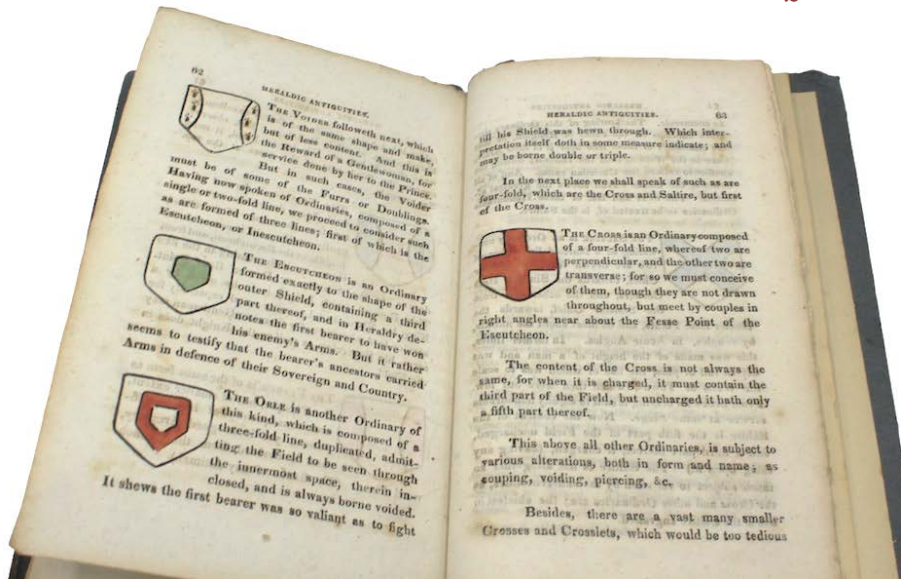 62
HERALDIC ANTIQUITIES.
THE VOIDER followeth next, which
is of the same shape and make,
but of less content. And this is
the Reward of a Gentlewoman, for
service done by her to the Prince.
But in such cases, the Voider
must be of some of the Furrs or Doublings.
Having now spoken of Ordinaries, composed of a
single or two-fold line, we proceed to consider such
as are formed of three lines; first of which is the
Escutcheon, or Inescutcheon.
THE ESCUTCHEON is an Ordinary
formed exactly to the shape of the
outer Shield, containing a third
part thereof, and in Heraldry de-
notes the first bearer to have won
his enemy's Arms. But it rather
seems to testify that the bearer's ancestors carried
Arms in defence of their Sovereign and Country.
THE ORLE is another Ordinary of
this kind, which is composed of a
three-fold line, duplicated, admit-
ting the Field to be seen through
the innermost space, therein in-
closed, and is always borne voided.
It shews the first bearer was so valiant as to fight
HERALDIC ANTIQUITIES. 63
till his Shield was hewn through. Which inter-
pretation itself doth in some measure indicate; and
may be borne double or triple.
In the next place we shall speak of such as are
four-fold, which are the Cross and Saltire, but first
of the Cross.
THE CROSS is an Ordinary composed
of a four-fold line, whereof two are
perpendicular, and the other two are
transverse; for so we must conceive
of them, though they are not drawn
throughout, but meet by couples in
right angles near about the Fesse Point of the
Escutcheon.
The content of the Cross is not always the
same, for when it is charged, it must contain the
third part of the Field, but uncharged it hath only
a fifth part thereof.
This above all other Ordinaries, is subject to
various alterations, both in form and name; as
couping, voiding, piercing, &c.
Besides, there are a vast many smaller
Crosses and Crosslets, which would be too tedious